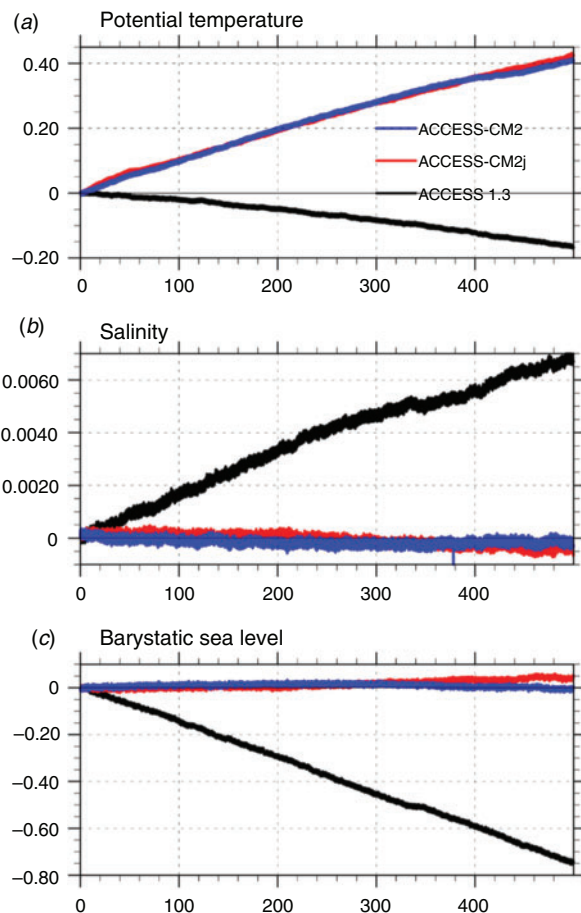 (a) Potential temperature
0.40
0.20
0
−0.20
ACCESS-CM2
ACCESS-CM2j
ACCESS 1.3
0 100 200 300 400
(b) Salinity
0.0060
0.0040
0.0020
0
0 100 200 300 400
(c) Barystatic sea level
0
−0.20
−0.40
−0.60
−0.80
0 100 200 300 400